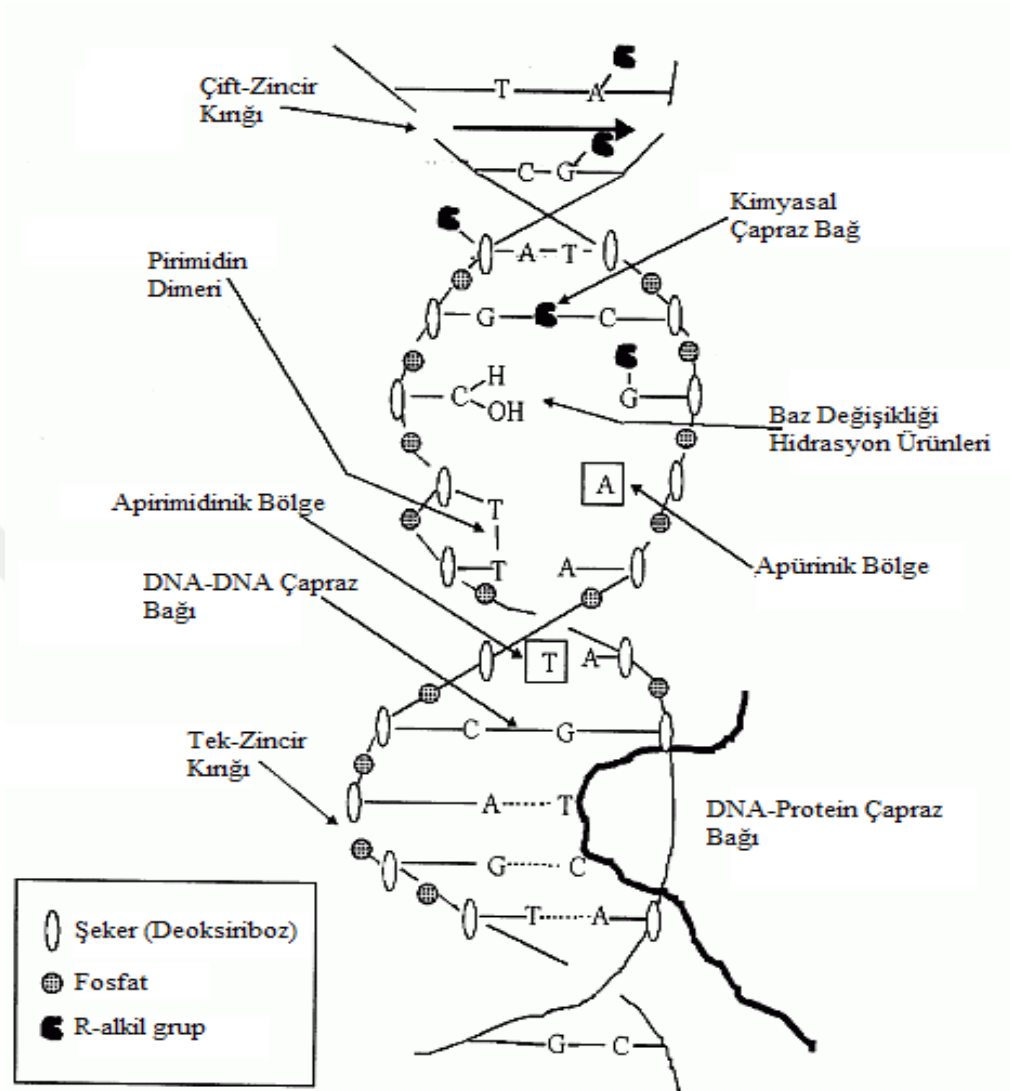 Çift-Zincir
Kırığı
T A
C G
Kimyasal
Çapraz Bağ
A T
Pirimidin
Dimeri
G C
H
C
OH
G
Baz Değişikliği
Hidrasyon Ürünleri
A
Apirimidinik Bölge
T
T A
Apürinik Bölge
DNA-DNA Çapraz
Bağı
T A
C G
Tek-Zincir
Kırığı
A T
DNA-Protein Çapraz
Bağı
G C
T A
Şeker (Deoksiriboz)
Fosfat
R-alkil grup
G C